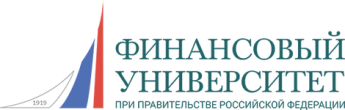 1919
ФИНАНСОВЫЙ
УНИВЕРСИТЕТ
ПРИ ПРАВИТЕЛЬСТВЕ РОССИЙСКОЙ ФЕДЕРАЦИИ